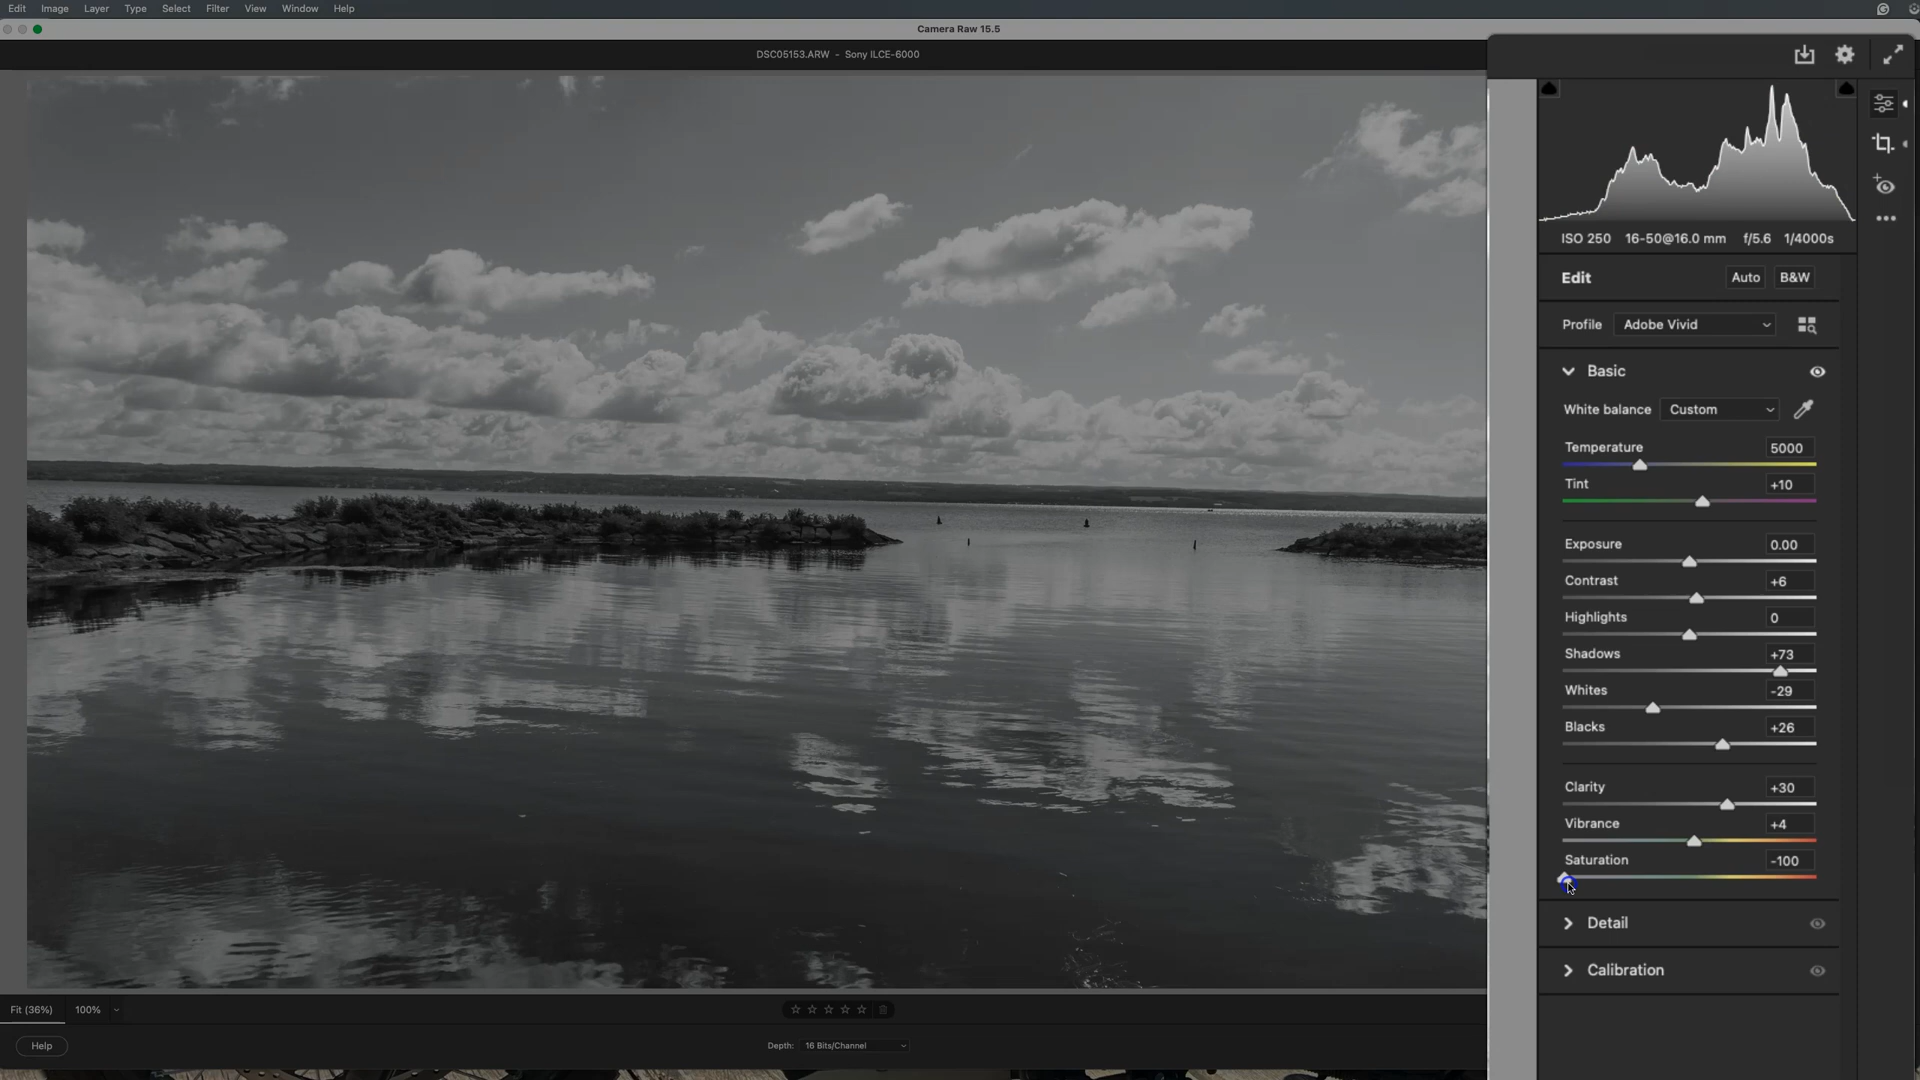 Edit Image Layer Type Select Filter View Window Help
Camera Raw 15.5
DSC05153.ARW - Sony ILCE-6000
ISO 250 16-50@16.0 mm f/5.6 1/4000s
Edit Auto B&W
Profile Adobe Vivid
Basic
White balance Custom
Temperature 5000
Tint +10
Exposure 0.00
Contrast +6
Highlights 0
Shadows +73
Whites -29
Blacks +26
Clarity +30
Vibrance +4
Saturation -100
Detail
Calibration
Fit (36%) 100%
Help
Depth: 16 Bits/Channel